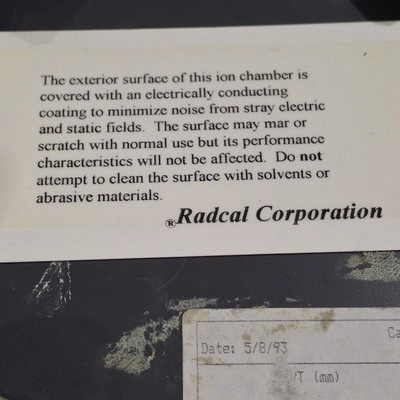 The exterior surface of this ion chamber is
covered with an electrically conducting
coating to minimize noise from stray electric
and static fields. The surface may mar or
scratch with normal use but its performance
characteristics will not be affected. Do not
attempt to clean the surface with solvents or
abrasive materials.
® Radcal Corporation
Ca
Date: 5/8/93
/T (mm)